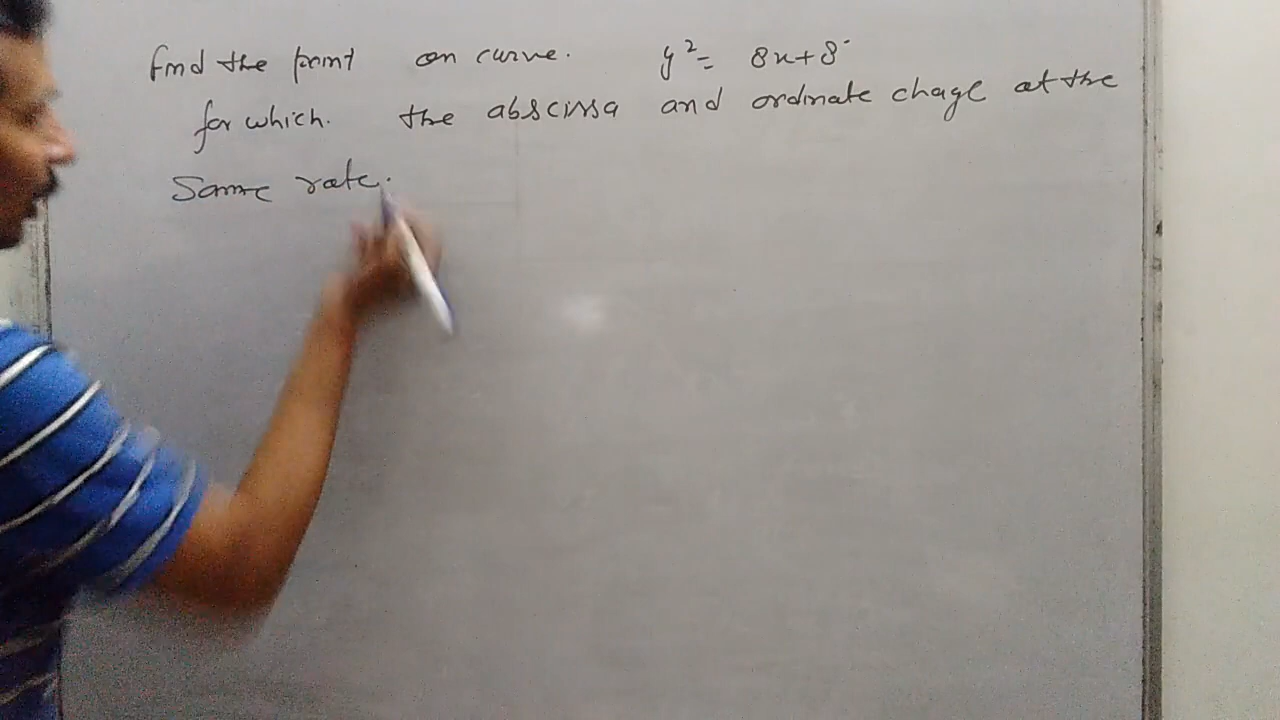 find the point on curve. y² = 8x+8
for which. the abscissa and ordinate chage at the
Same rate.